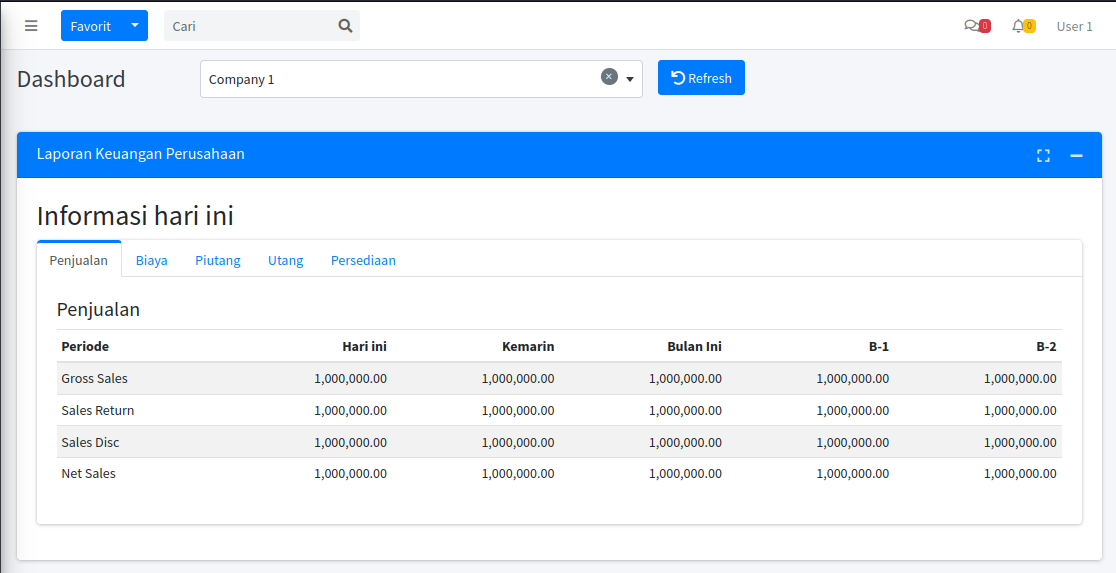 Favorit Cari 0 0 User 1
Dashboard Company 1 Refresh
Laporan Keuangan Perusahaan
Informasi hari ini
Penjualan Biaya Piutang Utang Persediaan
Penjualan
Periode Hari ini Kemarin Bulan Ini B-1 B-2
Gross Sales 1,000,000.00 1,000,000.00 1,000,000.00 1,000,000.00 1,000,000.00
Sales Return 1,000,000.00 1,000,000.00 1,000,000.00 1,000,000.00 1,000,000.00
Sales Disc 1,000,000.00 1,000,000.00 1,000,000.00 1,000,000.00 1,000,000.00
Net Sales 1,000,000.00 1,000,000.00 1,000,000.00 1,000,000.00 1,000,000.00